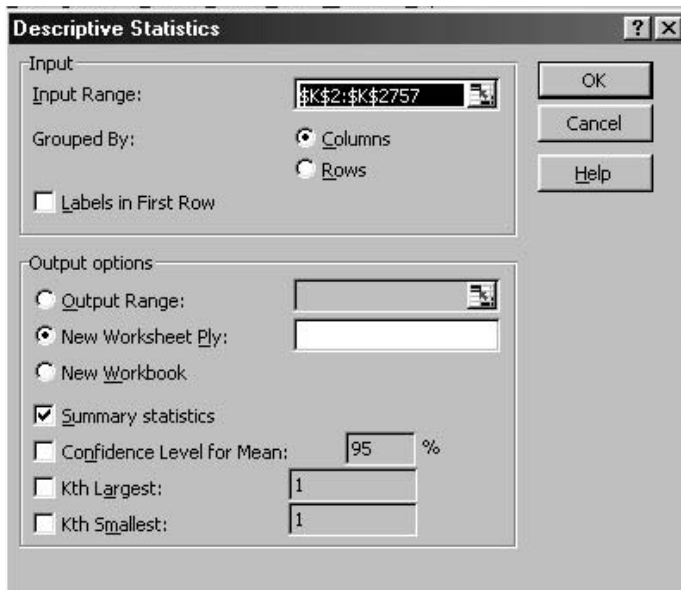 Descriptive Statistics
Input
Input Range: $K$2:$K$2757
OK
Grouped By: Columns
Cancel
Rows
Help
Labels in First Row
Output options
Output Range:
New Worksheet Ply:
New Workbook
Summary statistics
Confidence Level for Mean: 95 %
Kth Largest: 1
Kth Smallest: 1